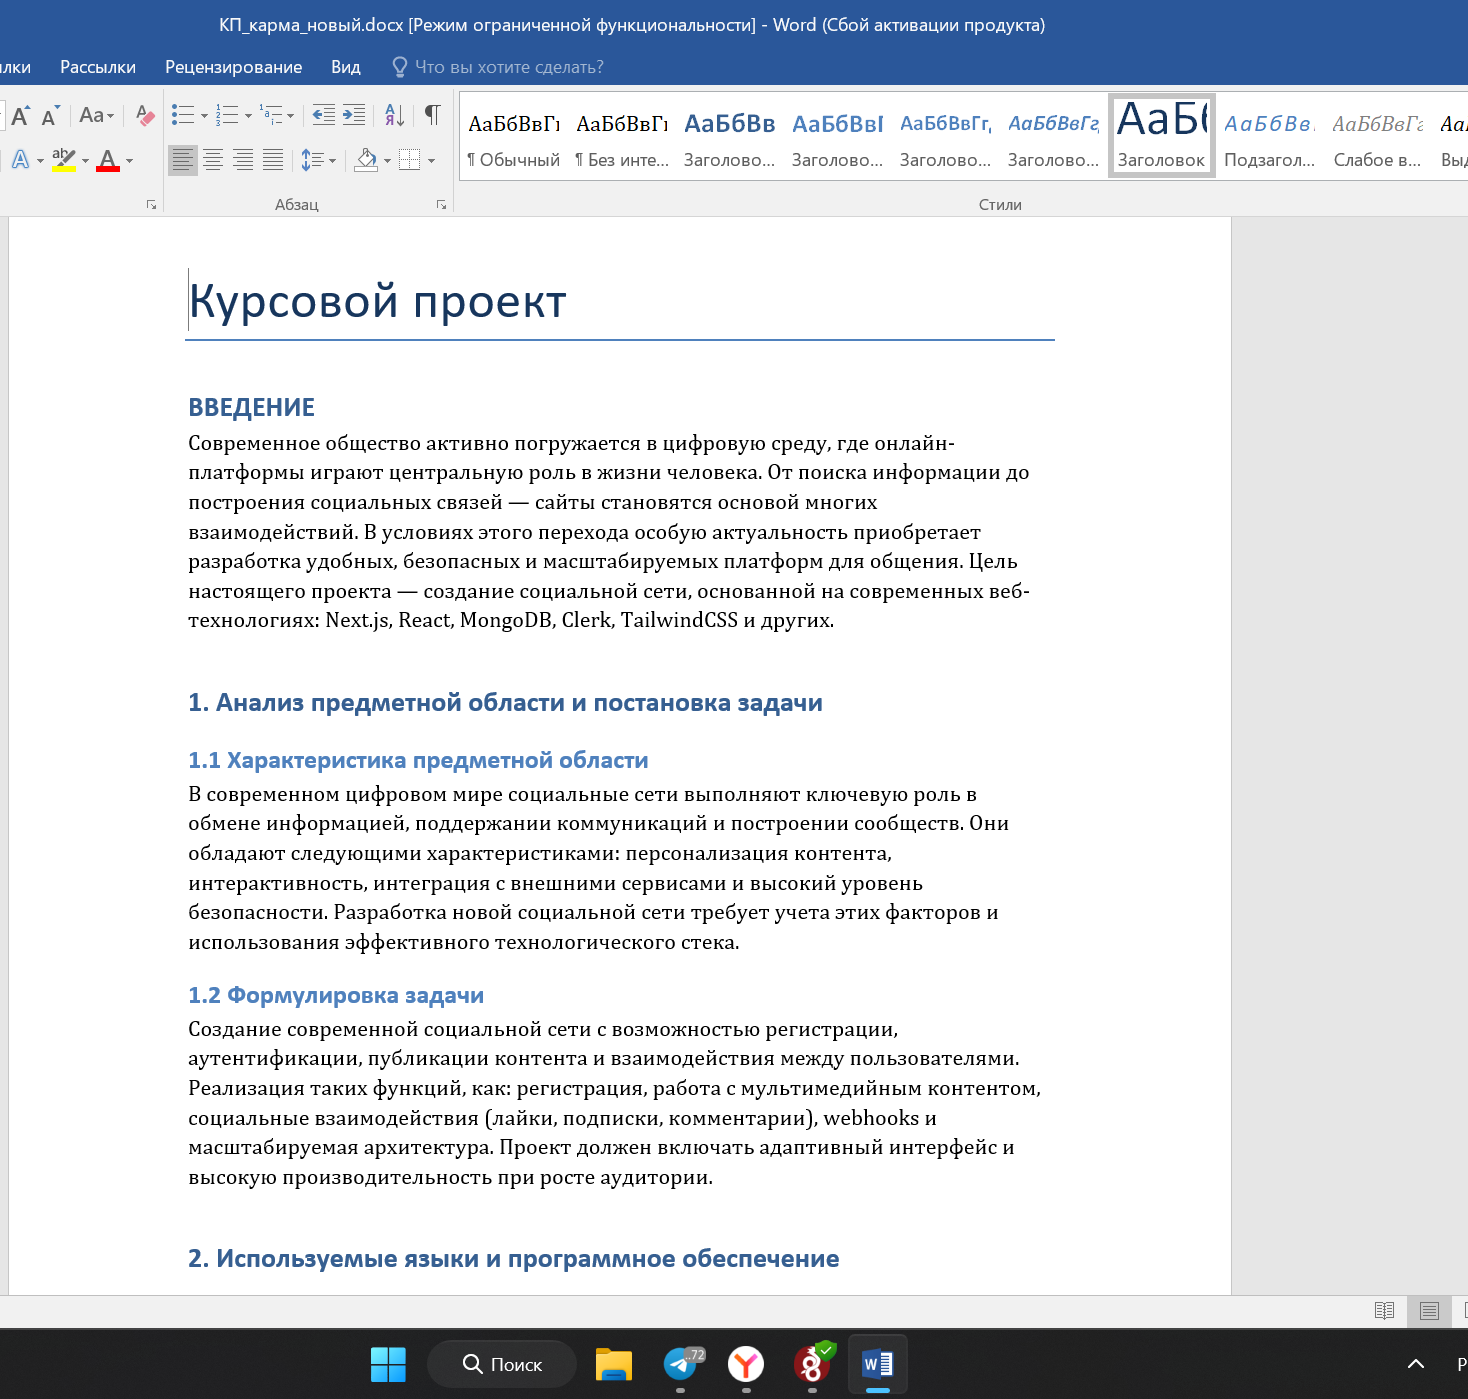 КП_карма_новый.docx [Режим ограниченной функциональности] - Word (Сбой активации продукта)
лки Рассылки Рецензирование Вид Что вы хотите сделать?
Aa
АаБбВвГг АаБбВвГг АаБбВв АаБбВвГ АаБбВвГг, АаБбВвГг, АаБб АаБбВв. АаБбВвГг
¶ Обычный ¶ Без инте... Заголово... Заголово... Заголово... Заголово... Заголовок Подзагол... Слабое в... Выд
Абзац Стили
Курсовой проект
ВВЕДЕНИЕ
Современное общество активно погружается в цифровую среду, где онлайн-
платформы играют центральную роль в жизни человека. От поиска информации до
построения социальных связей — сайты становятся основой многих
взаимодействий. В условиях этого перехода особую актуальность приобретает
разработка удобных, безопасных и масштабируемых платформ для общения. Цель
настоящего проекта — создание социальной сети, основанной на современных веб-
технологиях: Next.js, React, MongoDB, Clerk, TailwindCSS и других.
1. Анализ предметной области и постановка задачи
1.1 Характеристика предметной области
В современном цифровом мире социальные сети выполняют ключевую роль в
обмене информацией, поддержании коммуникаций и построении сообществ. Они
обладают следующими характеристиками: персонализация контента,
интерактивность, интеграция с внешними сервисами и высокий уровень
безопасности. Разработка новой социальной сети требует учета этих факторов и
использования эффективного технологического стека.
1.2 Формулировка задачи
Создание современной социальной сети с возможностью регистрации,
аутентификации, публикации контента и взаимодействия между пользователями.
Реализация таких функций, как: регистрация, работа с мультимедийным контентом,
социальные взаимодействия (лайки, подписки, комментарии), webhooks и
масштабируемая архитектура. Проект должен включать адаптивный интерфейс и
высокую производительность при росте аудитории.
2. Используемые языки и программное обеспечение
Поиск ..72